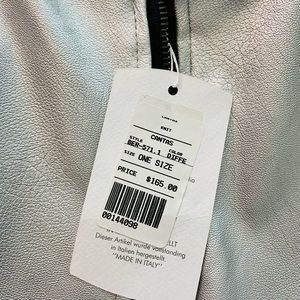 KNIT
CANTAS
STYLE COLOR
BER-571.1 DIFFE
SIZE ONE SIZE
PRICE $165.00
00144098
Dieser Artikel wurde vollständig
in Italien hergestellt.
"MADE IN ITALY"